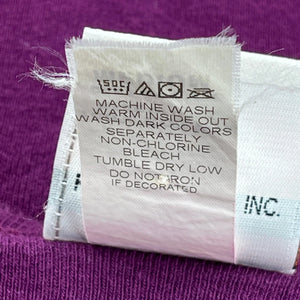 50C
MACHINE WASH
WARM INSIDE OUT
WASH DARK COLORS
SEPARATELY
NON-CHLORINE
BLEACH
TUMBLE DRY LOW
DO NOT IRON
IF DECORATED
INC.